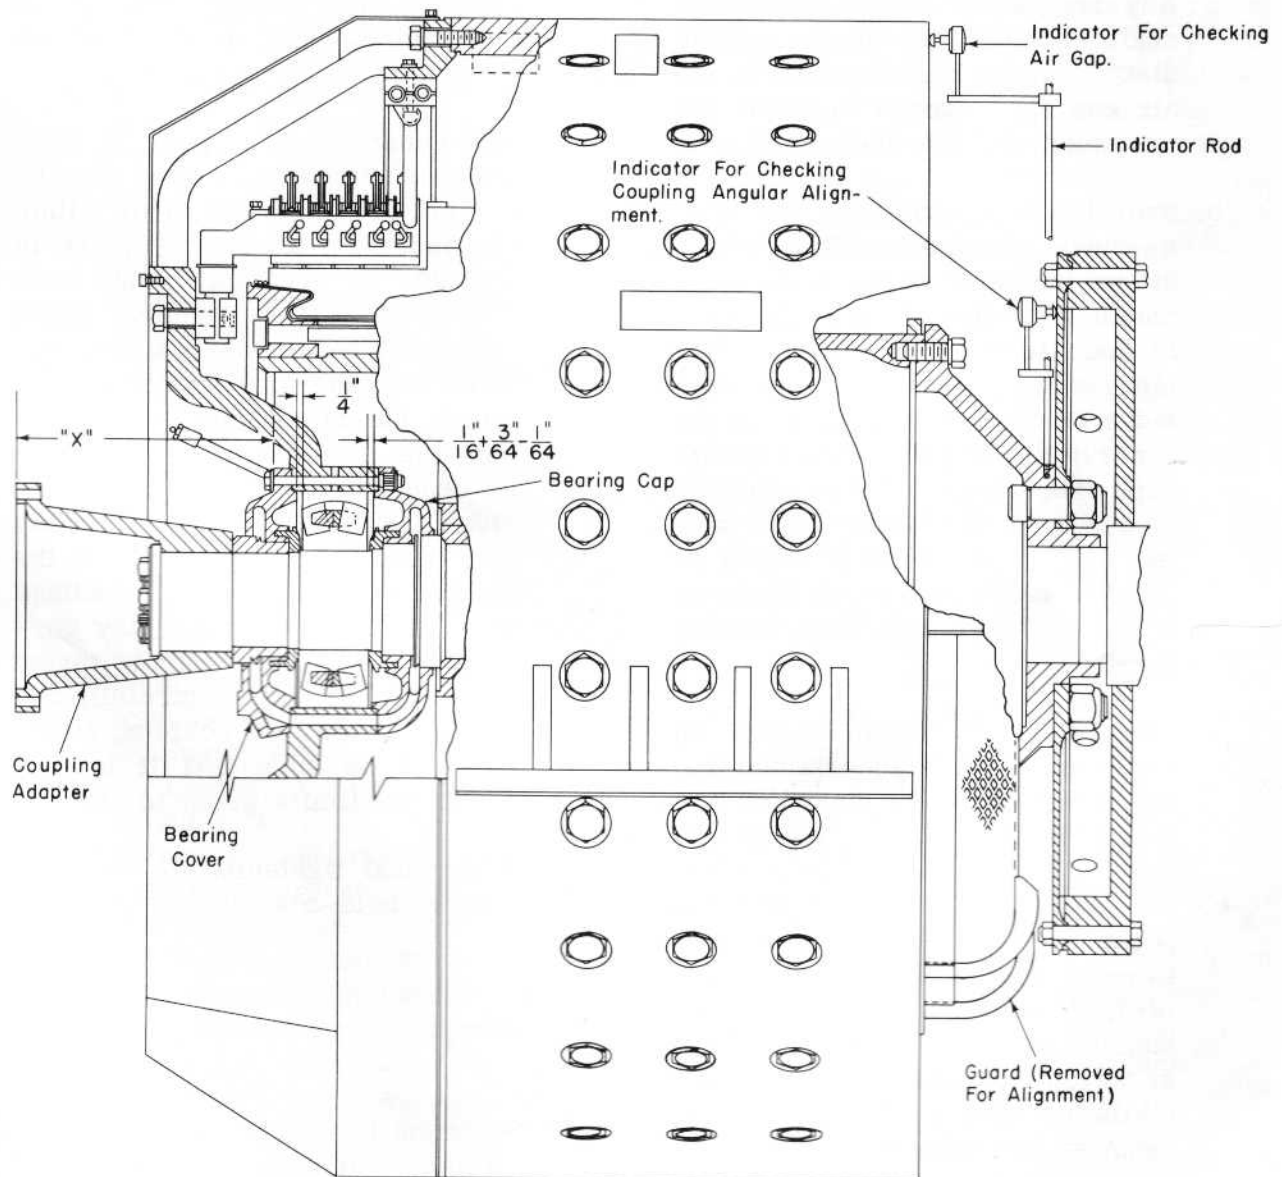 Indicator For Checking
Air Gap.
Indicator Rod
Indicator For Checking
Coupling Angular Align-
ment.
1/4"
"X"
1/16" + 3/64" - 1/64"
Bearing Cap
Coupling
Adapter
Bearing
Cover
Guard (Removed
For Alignment)